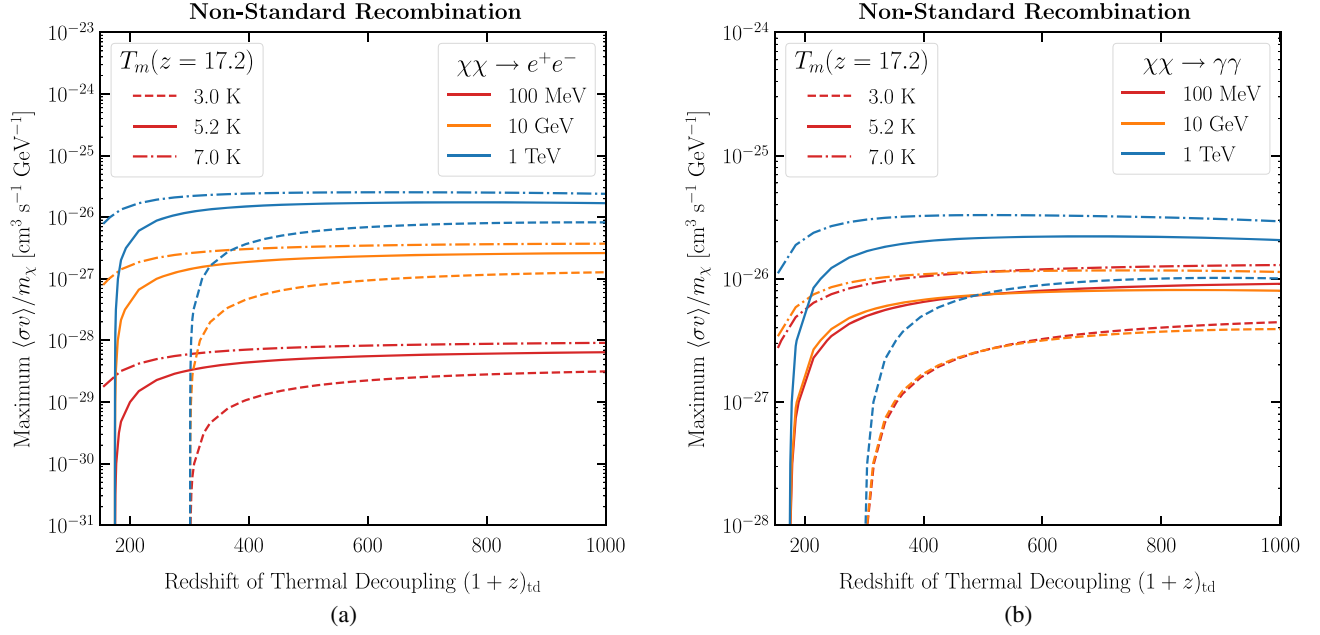 Non-Standard Recombination
Maximum ⟨σv⟩/m_χ [cm³ s⁻¹ GeV⁻¹]
10⁻²³
10⁻²⁴
10⁻²⁵
10⁻²⁶
10⁻²⁷
10⁻²⁸
10⁻²⁹
10⁻³⁰
10⁻³¹
T_m(z = 17.2)
3.0 K
5.2 K
7.0 K
χχ → e⁺e⁻
100 MeV
10 GeV
1 TeV
200 400 600 800 1000
Redshift of Thermal Decoupling (1 + z)_td
(a)
Non-Standard Recombination
Maximum ⟨σv⟩/m_χ [cm³ s⁻¹ GeV⁻¹]
10⁻²⁴
10⁻²⁵
10⁻²⁶
10⁻²⁷
10⁻²⁸
T_m(z = 17.2)
3.0 K
5.2 K
7.0 K
χχ → γγ
100 MeV
10 GeV
1 TeV
200 400 600 800 1000
Redshift of Thermal Decoupling (1 + z)_td
(b)